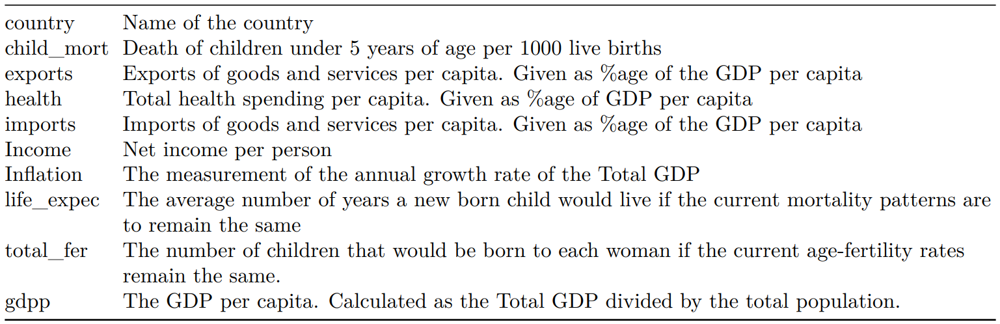 country Name of the country
child_mort Death of children under 5 years of age per 1000 live births
exports Exports of goods and services per capita. Given as %age of the GDP per capita
health Total health spending per capita. Given as %age of GDP per capita
imports Imports of goods and services per capita. Given as %age of the GDP per capita
Income Net income per person
Inflation The measurement of the annual growth rate of the Total GDP
life_expec The average number of years a new born child would live if the current mortality patterns are
to remain the same
total_fer The number of children that would be born to each woman if the current age-fertility rates
remain the same.
gdpp The GDP per capita. Calculated as the Total GDP divided by the total population.